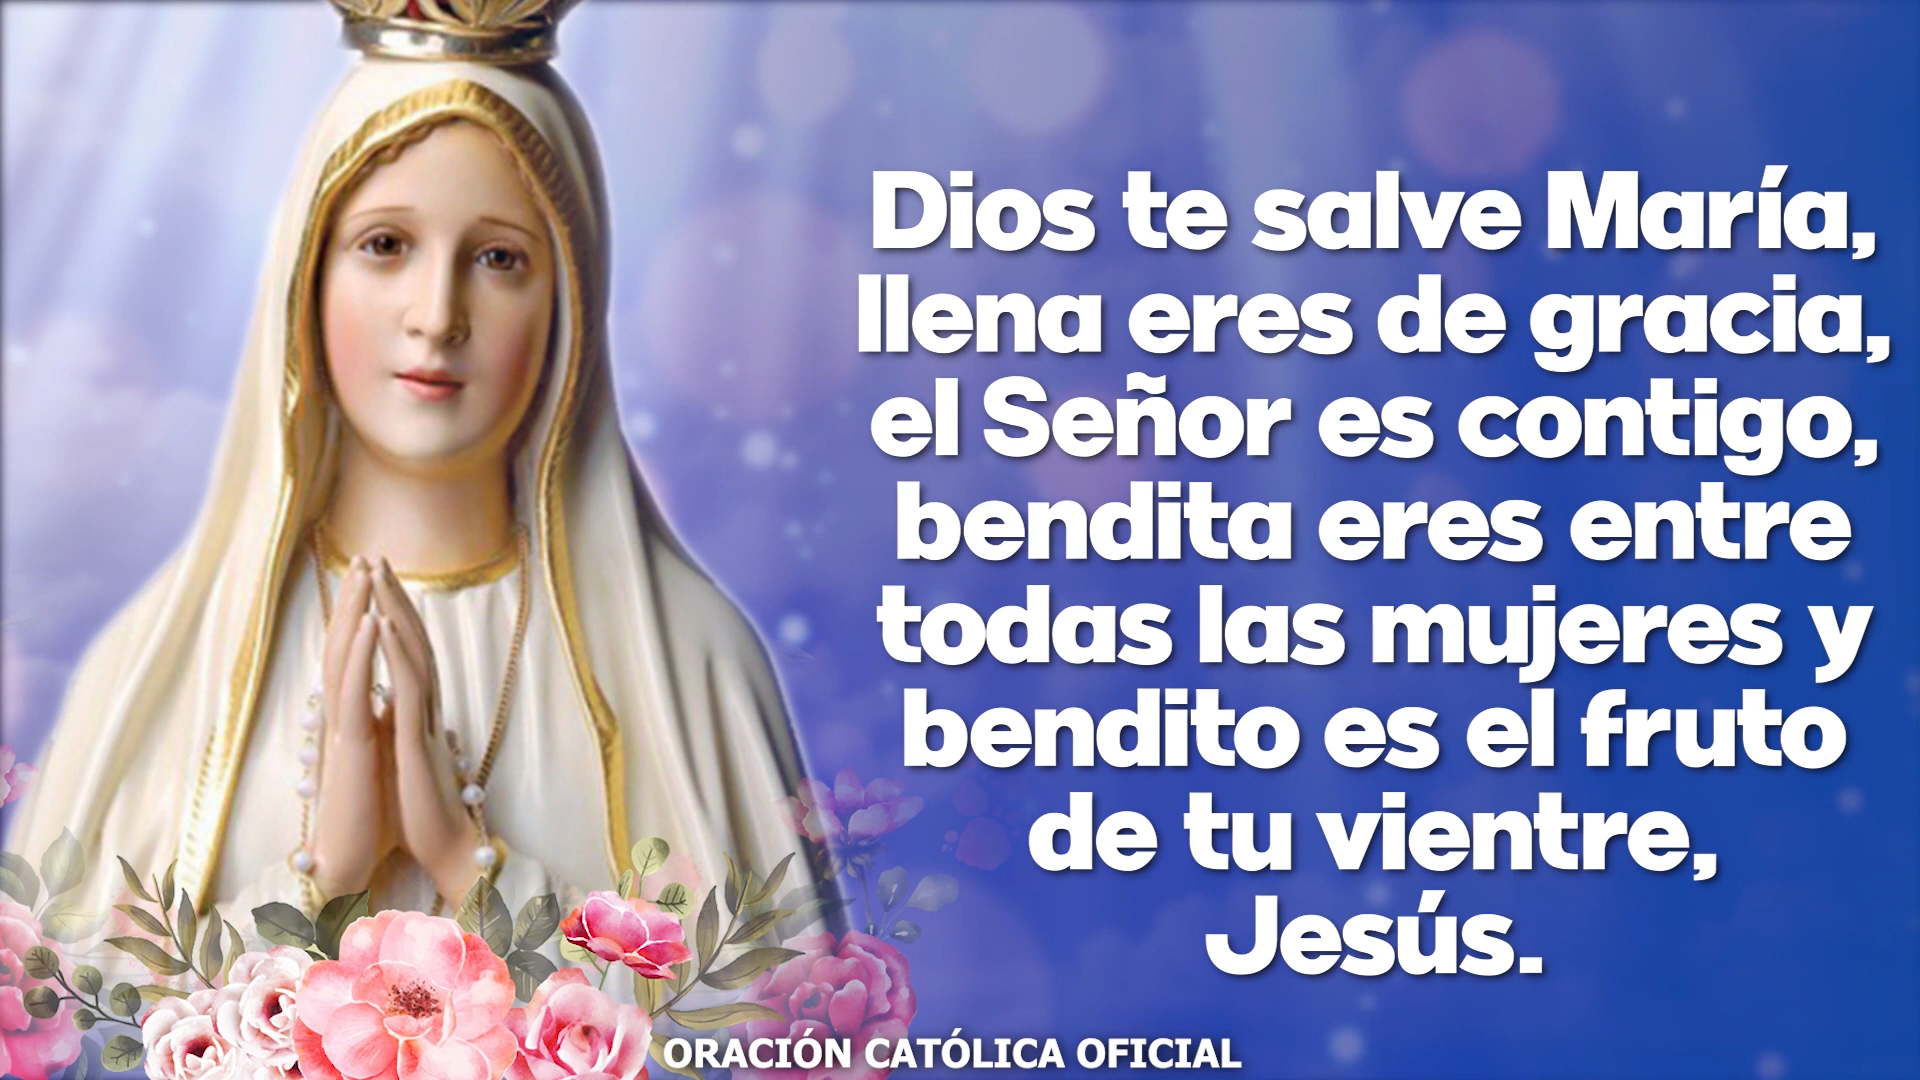 Dios te salve María,
llena eres de gracia,
el Señor es contigo,
bendita eres entre
todas las mujeres y
bendito es el fruto
de tu vientre,
Jesús.
ORACIÓN CATÓLICA OFICIAL